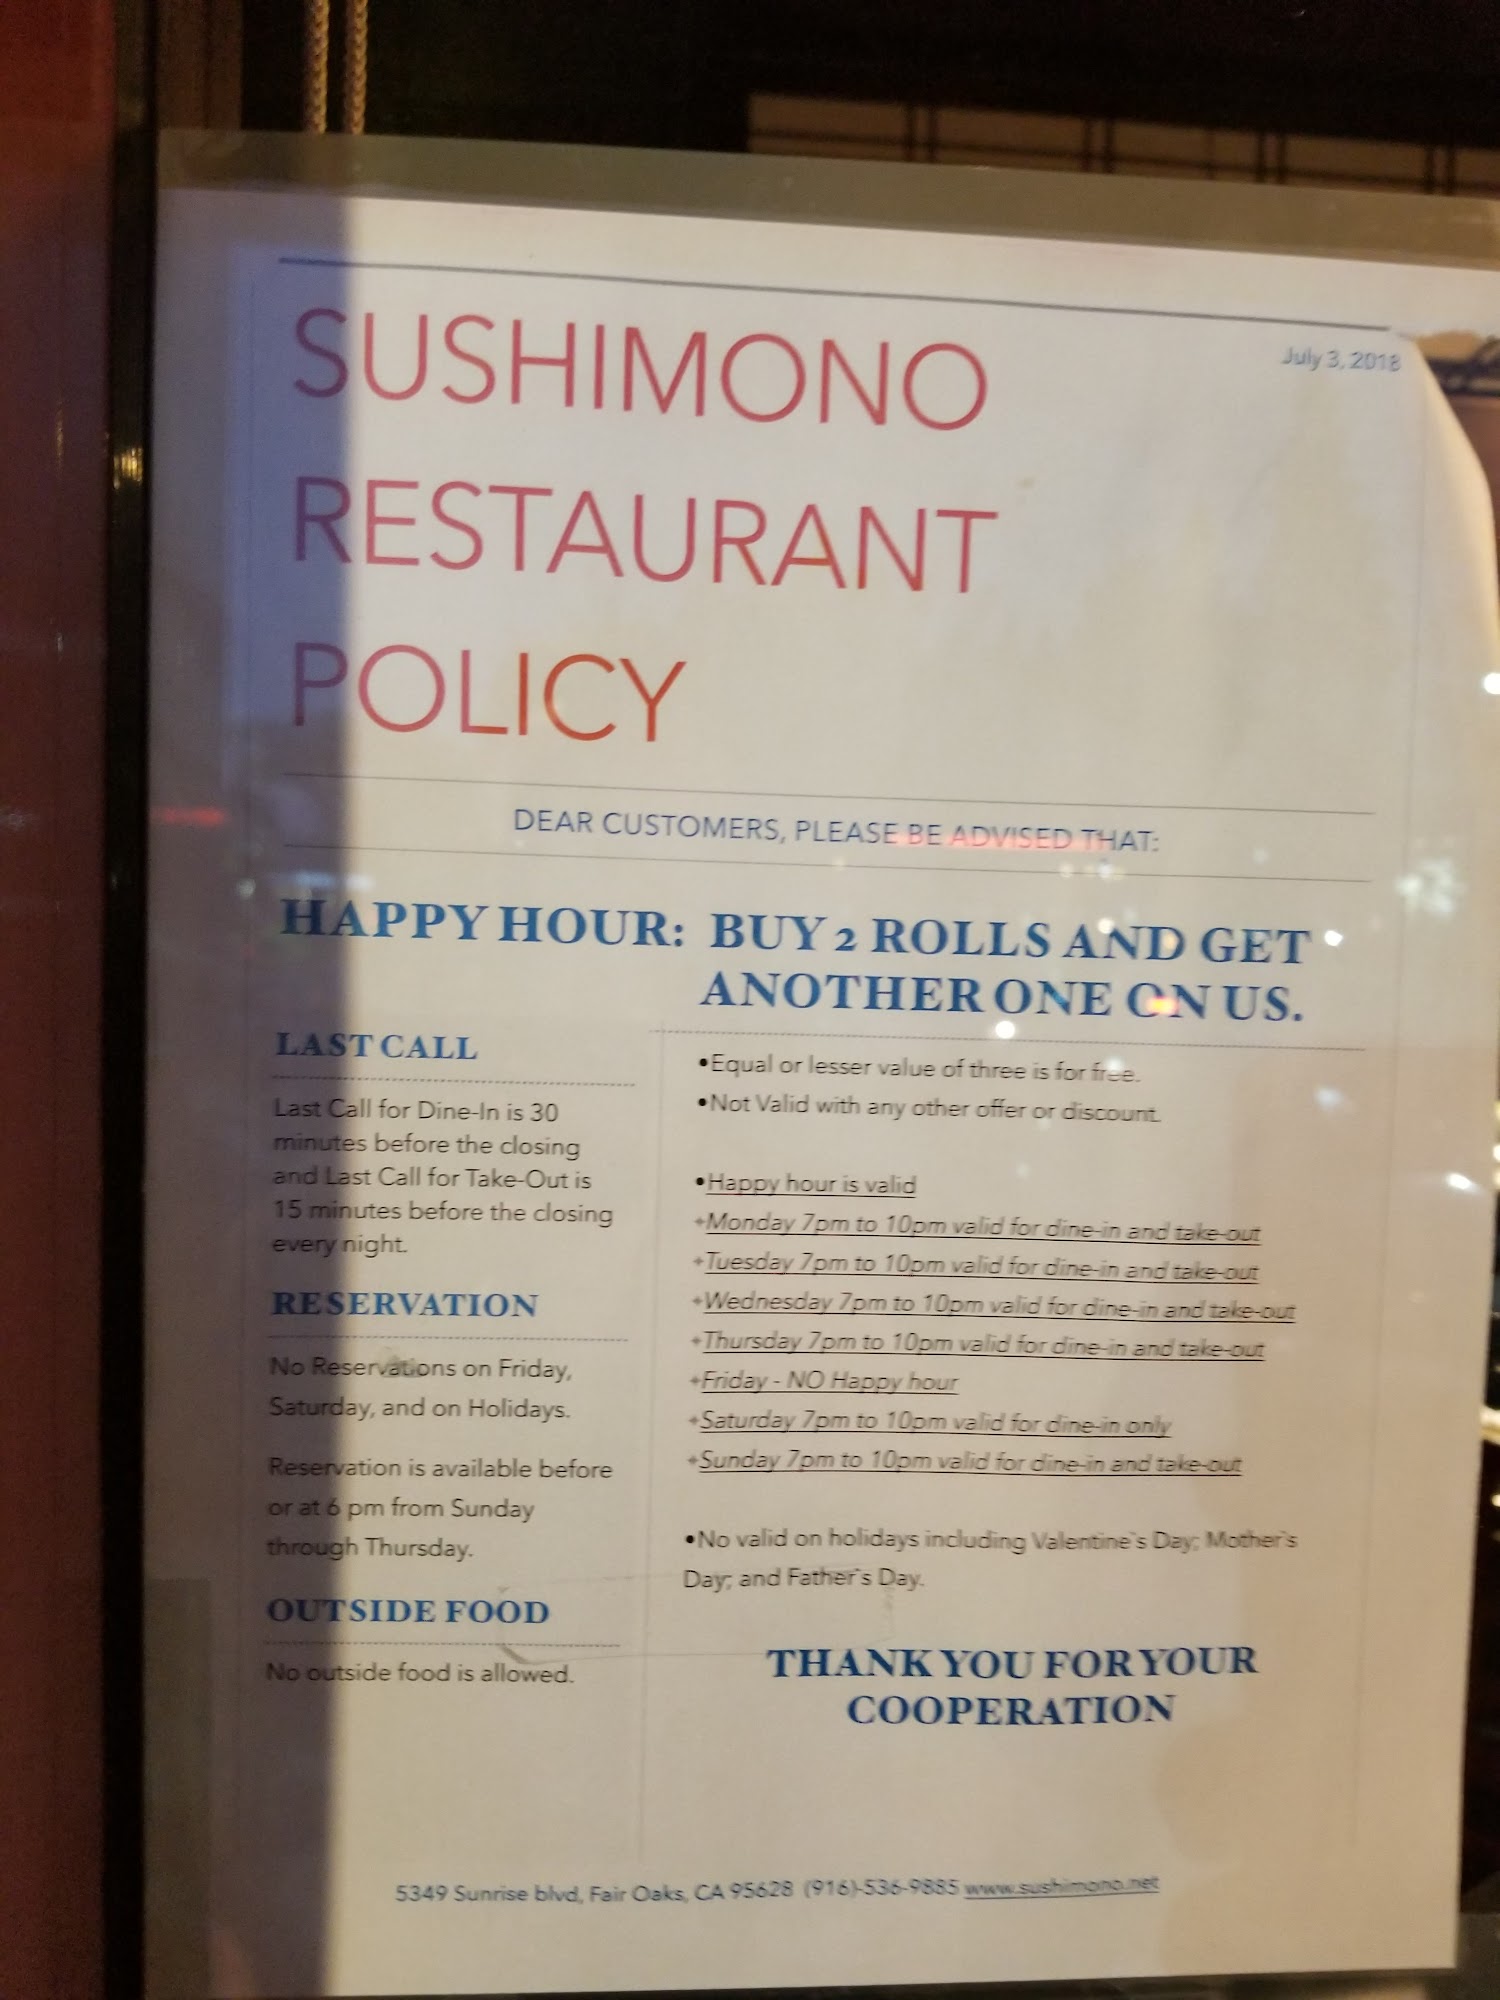 July 3, 2018
SUSHIMONO
RESTAURANT
POLICY
DEAR CUSTOMERS, PLEASE BE ADVISED THAT:
HAPPY HOUR: BUY 2 ROLLS AND GET
ANOTHER ONE ON US.
LAST CALL
Last Call for Dine-In is 30
minutes before the closing
and Last Call for Take-Out is
15 minutes before the closing
every night.
RESERVATION
No Reservations on Friday,
Saturday, and on Holidays.
Reservation is available before
or at 6 pm from Sunday
through Thursday.
OUTSIDE FOOD
No outside food is allowed.
•Equal or lesser value of three is for free.
•Not Valid with any other offer or discount.
•Happy hour is valid
+Monday 7pm to 10pm valid for dine-in and take-out
+Tuesday 7pm to 10pm valid for dine-in and take-out
+Wednesday 7pm to 10pm valid for dine-in and take-out
+Thursday 7pm to 10pm valid for dine-in and take-out
+Friday - NO Happy hour
+Saturday 7pm to 10pm valid for dine-in only
+Sunday 7pm to 10pm valid for dine-in and take-out
•No valid on holidays including Valentine`s Day; Mother`s
Day; and Father`s Day.
THANK YOU FOR YOUR
COOPERATION
5349 Sunrise blvd, Fair Oaks, CA 95628 (916)-536-9885 www.sushimono.net